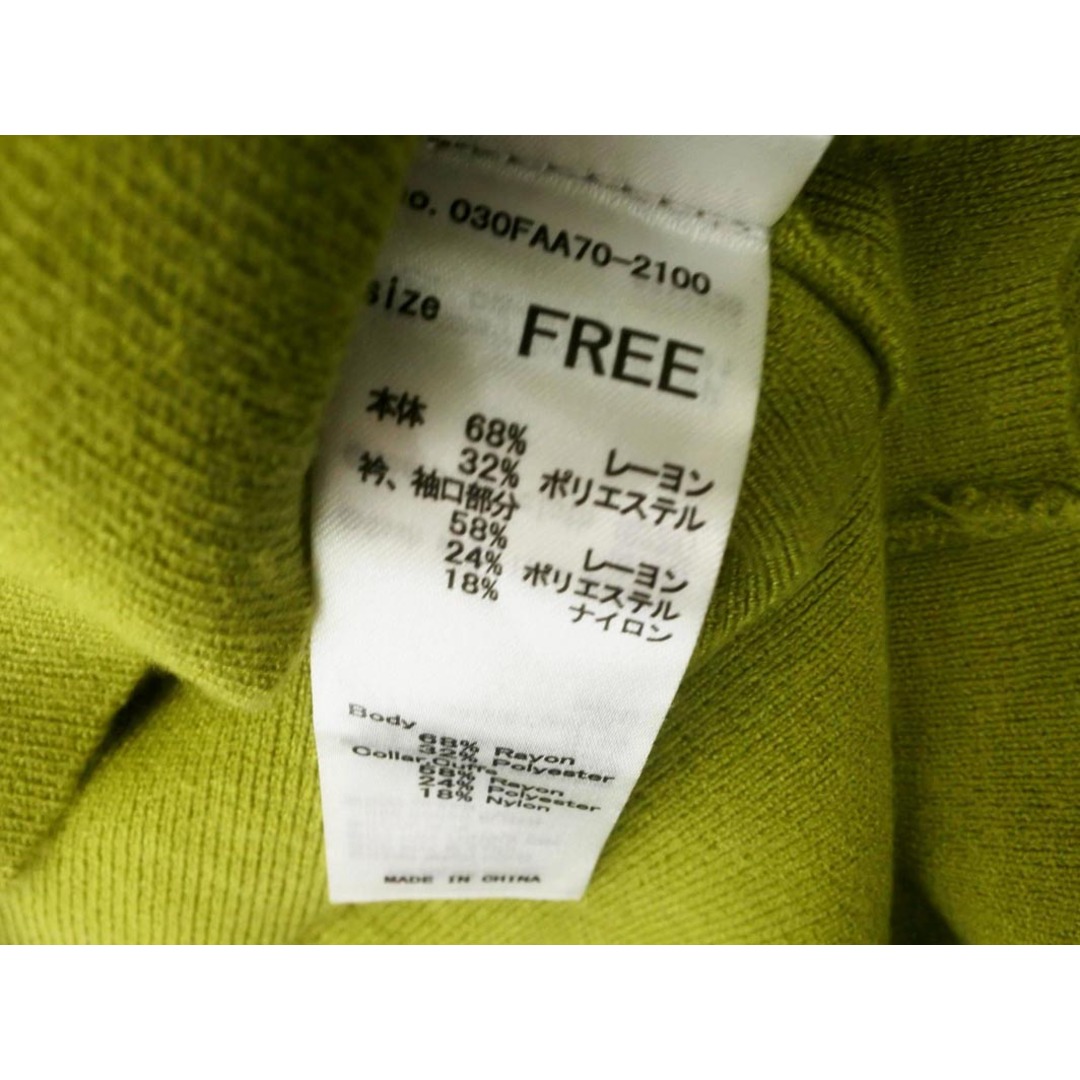 o. 030FAA70-2100
size FREE
本体 68% レーヨン
32% ポリエステル
衿、袖口部分
58% レーヨン
24% ポリエステル
18% ナイロン
Body
68% Rayon
32% Polyester
Collar,Cuffs
58% Rayon
24% Polyester
18% Nylon
MADE IN CHINA